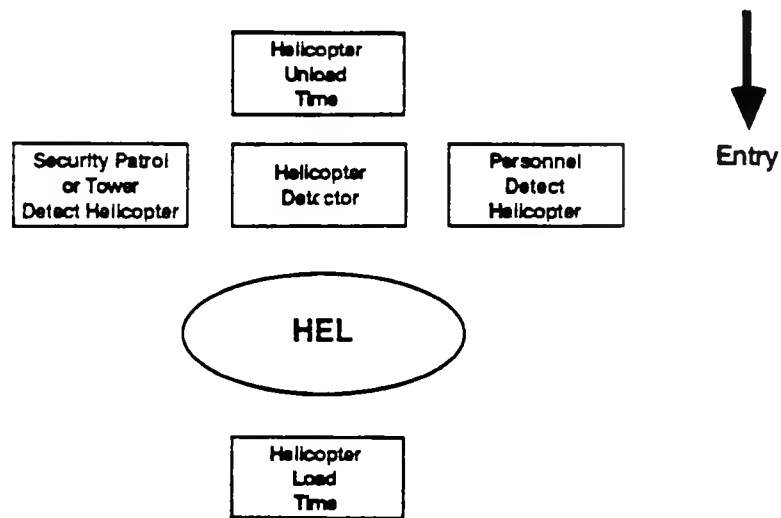 Helicopter
Unload
Time
Entry
Security Patrol
or Tower
Detect Helicopter
Helicopter
Detector
Personnel
Detect
Helicopter
HEL
Helicopter
Load
Time